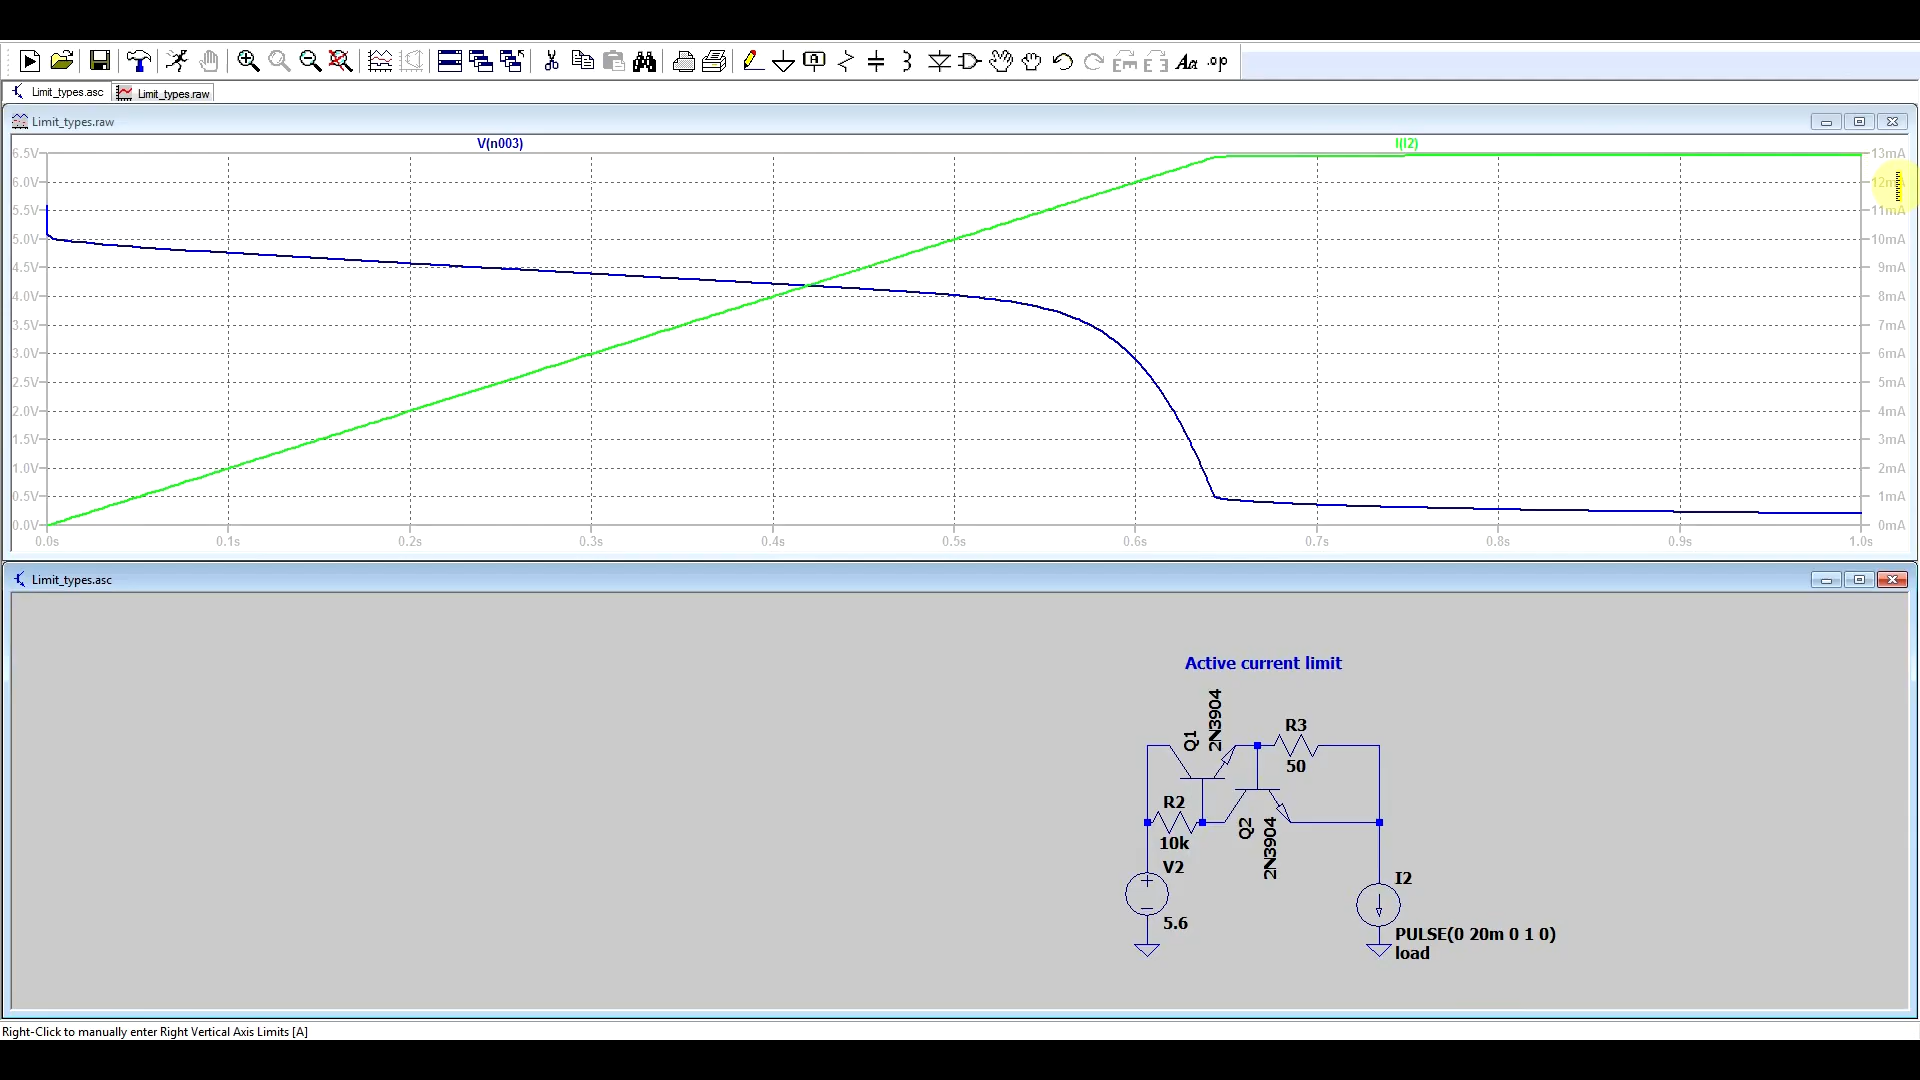 Limit_types.asc Limit_types.raw
Limit_types.raw
V(n003) I(I2)
6.5V 13mA
6.0V 12mA
5.5V 11mA
5.0V 10mA
4.5V 9mA
4.0V 8mA
3.5V 7mA
3.0V 6mA
2.5V 5mA
2.0V 4mA
1.5V 3mA
1.0V 2mA
0.5V 1mA
0.0V 0mA
0.0s 0.1s 0.2s 0.3s 0.4s 0.5s 0.6s 0.7s 0.8s 0.9s 1.0s
Limit_types.asc
Active current limit
Q1
2N3904
R3
50
R2
10k
Q2
2N3904
V2
5.6
I2
PULSE(0 20m 0 1 0)
load
Right-Click to manually enter Right Vertical Axis Limits [A]